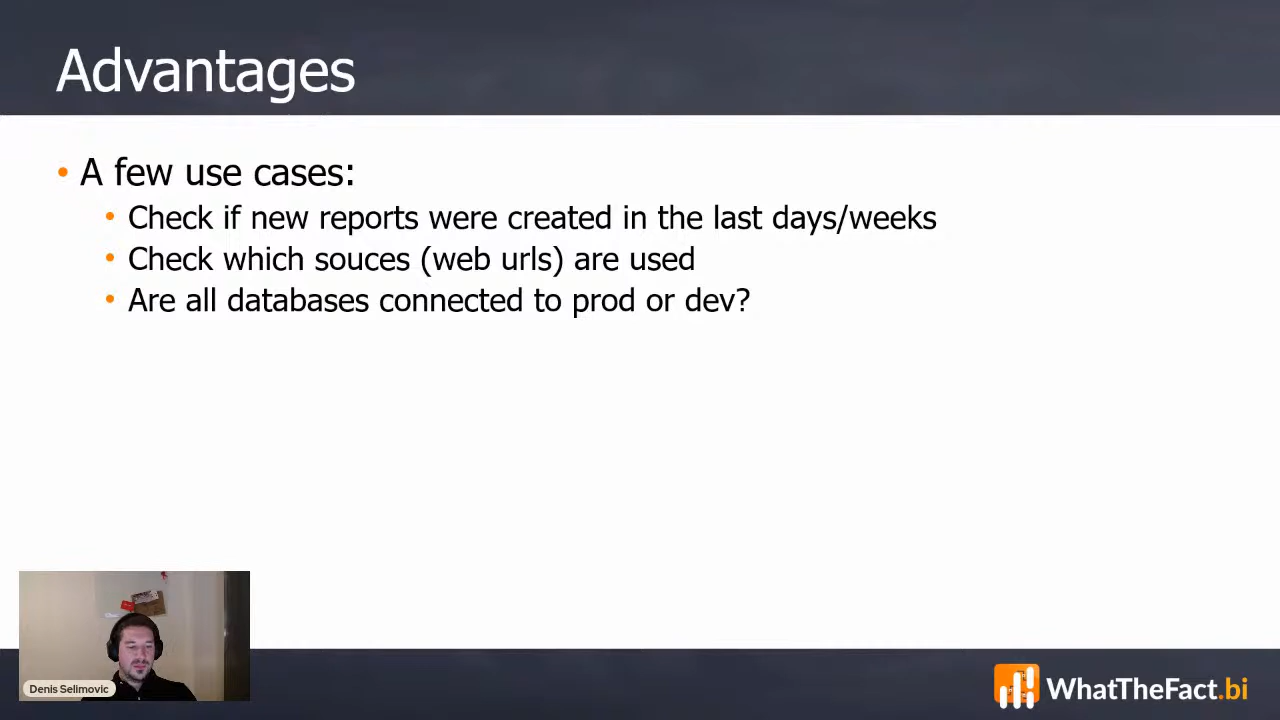 Advantages
• A few use cases:
• Check if new reports were created in the last days/weeks
• Check which souces (web urls) are used
• Are all databases connected to prod or dev?
Denis Selimovic
WhatTheFact.bi